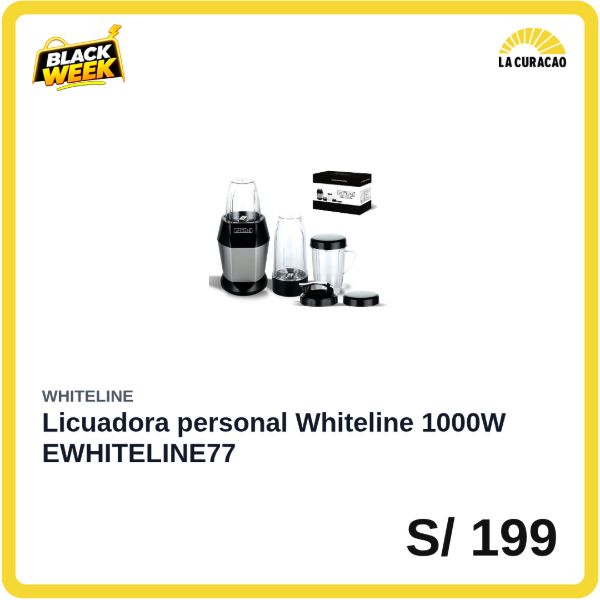 BLACK
WEEK
LA CURACAO
WHITELINE
Licuadora personal Whiteline 1000W
EWHITELINE77
S/ 199